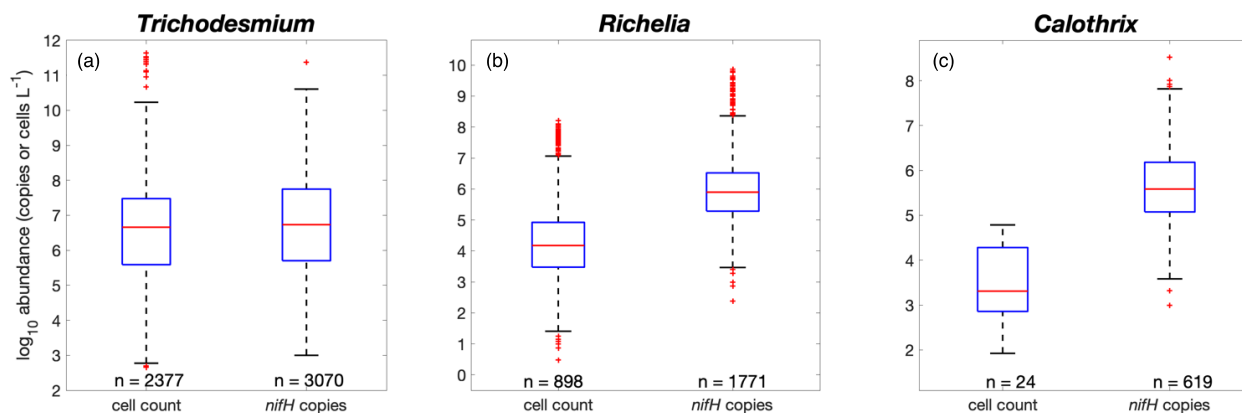 Trichodesmium
Richelia
Calothrix
log10 abundance (copies or cells L-1)
(a)
12
11
10
9
8
7
6
5
4
3
2
n = 2377
n = 3070
cell count
nifH copies
(b)
10
9
8
7
6
5
4
3
2
1
0
n = 898
n = 1771
cell count
nifH copies
(c)
8
7
6
5
4
3
2
n = 24
n = 619
cell count
nifH copies